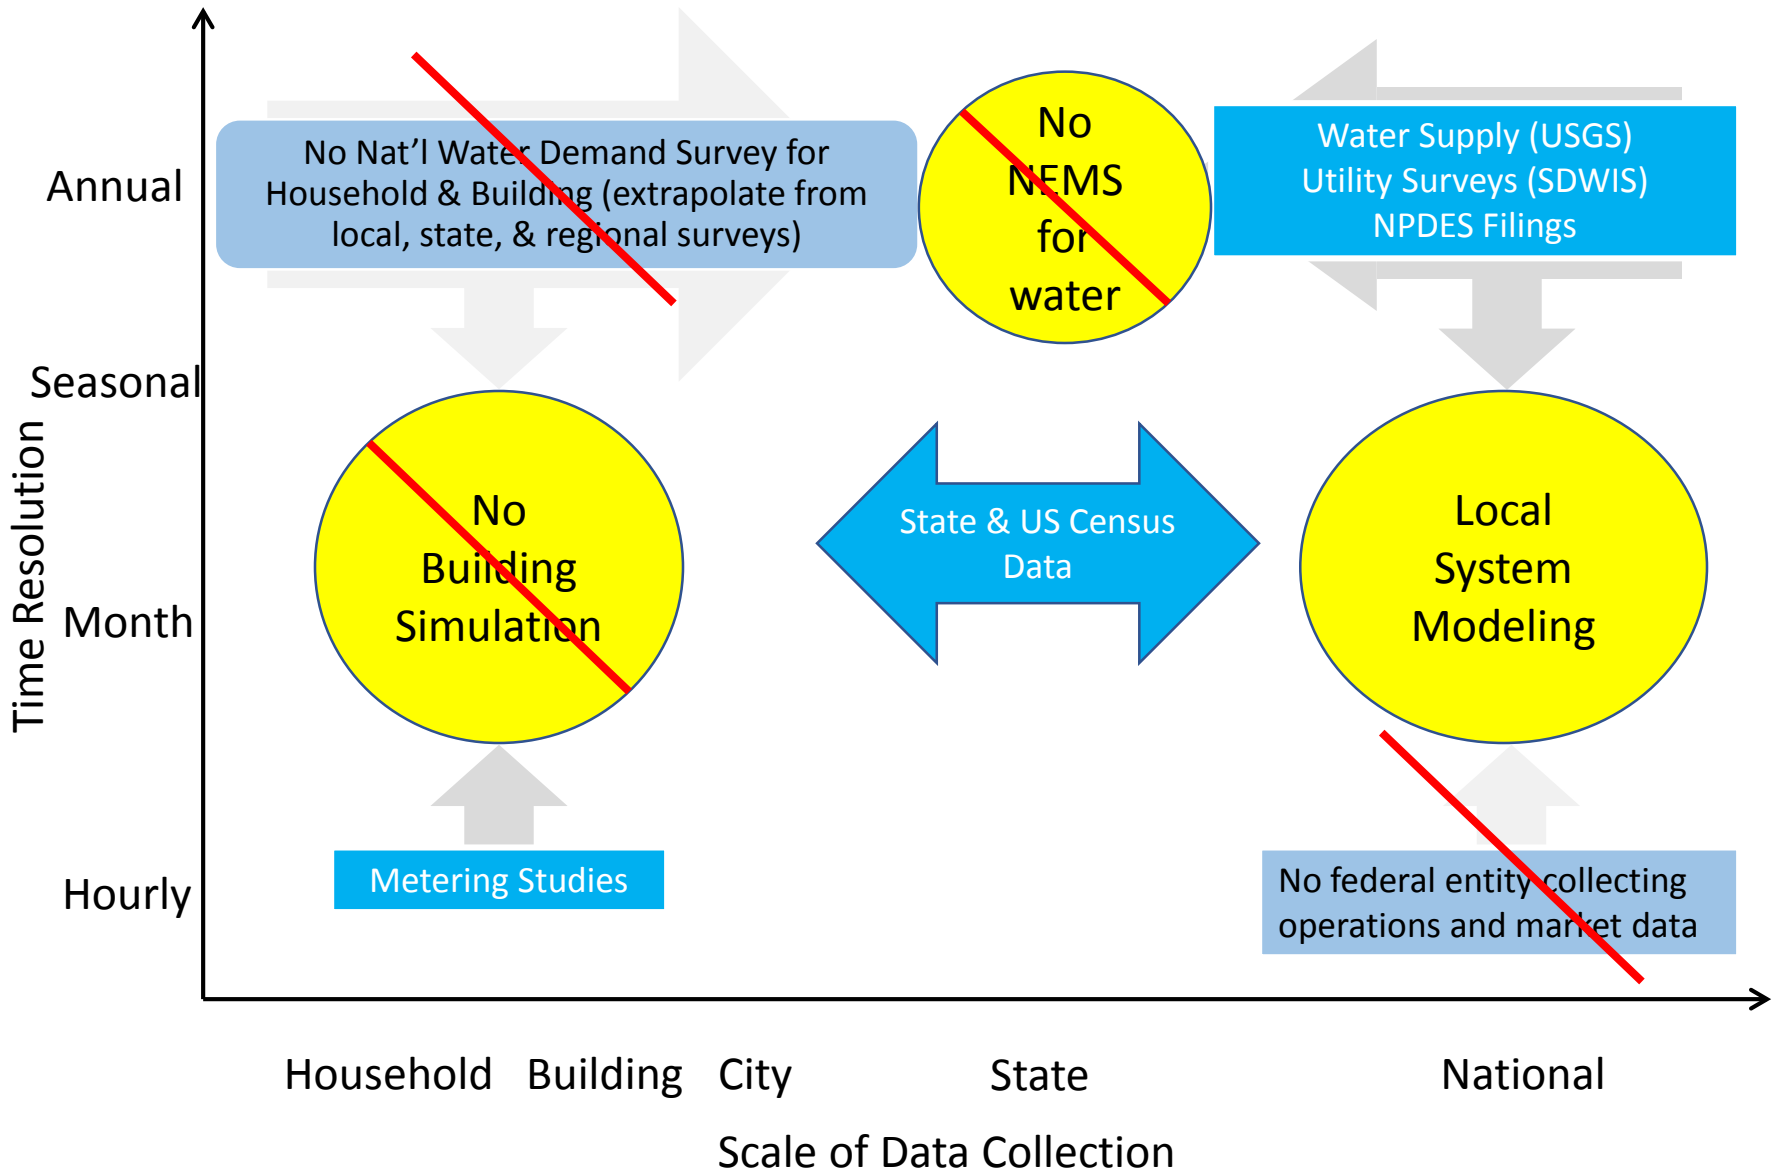 No Nat’l Water Demand Survey for
Household & Building (extrapolate from
local, state, & regional surveys)
No
NEMS
for
water
Water Supply (USGS)
Utility Surveys (SDWIS)
NPDES Filings
Annual
Seasonal
Month
Hourly
Time Resolution
No
Building
Simulation
State & US Census
Data
Local
System
Modeling
Metering Studies
No federal entity collecting
operations and market data
Household Building City State National
Scale of Data Collection